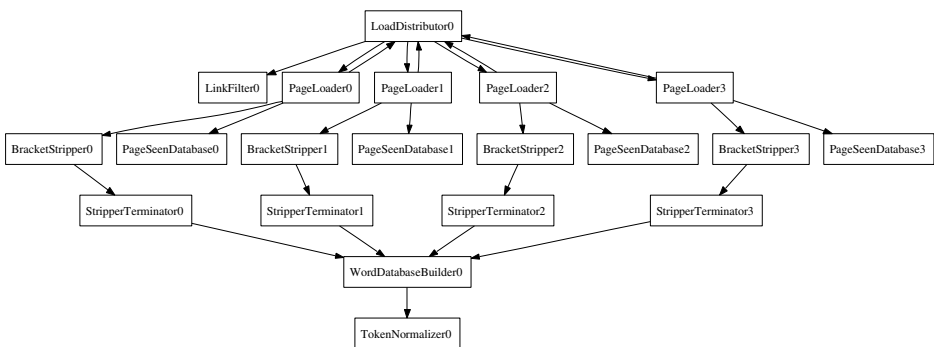 LoadDistributor0
LinkFilter0 PageLoader0 PageLoader1 PageLoader2 PageLoader3
BracketStripper0 PageSeenDatabase0 BracketStripper1 PageSeenDatabase1 BracketStripper2 PageSeenDatabase2 BracketStripper3 PageSeenDatabase3
StripperTerminator0 StripperTerminator1 StripperTerminator2 StripperTerminator3
WordDatabaseBuilder0
TokenNormalizer0